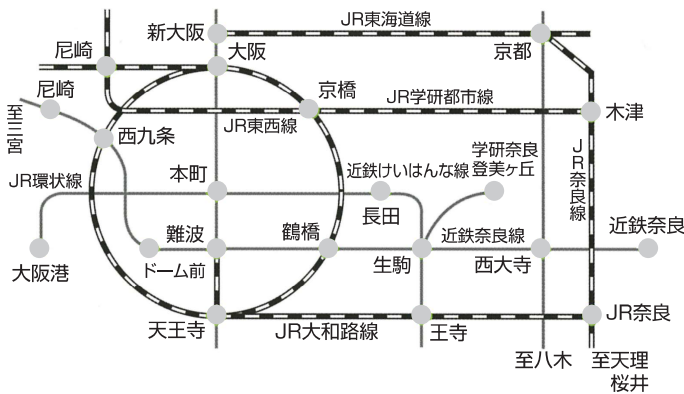 JR東海道線
新大阪
尼崎
大阪
京都
尼崎
京橋
JR学研都市線
木津
至三宮
西九条
JR東西線
JR奈良線
学研奈良
登美ヶ丘
近鉄けいはんな線
本町
JR環状線
長田
難波
鶴橋
近鉄奈良線
近鉄奈良
大阪港
ドーム前
生駒
西大寺
天王寺
JR大和路線
王寺
JR奈良
至八木
至天理
桜井